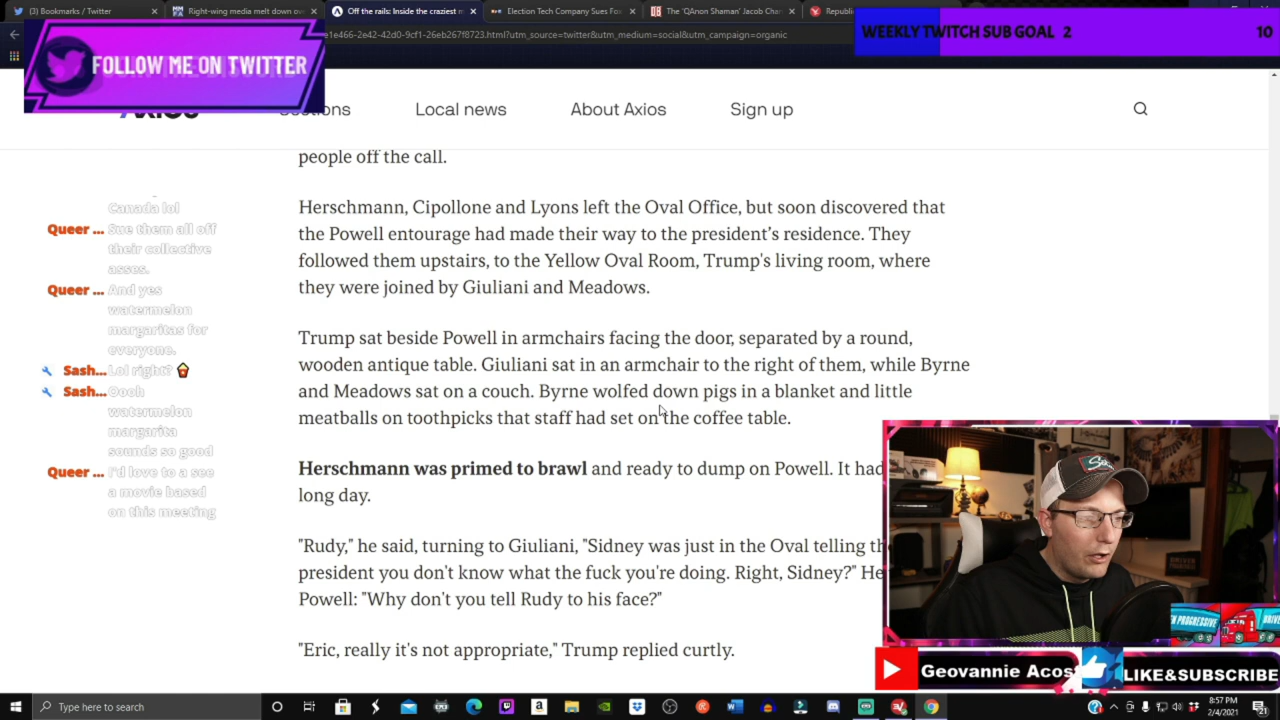 (3) Bookmarks / Twitter
Right-wing media melt down ov
Off the rails: Inside the craziest m
Election Tech Company Sues Fox
The 'QAnon Shaman' Jacob Chan
Republic
1e466-2e42-42d0-9cf1-26eb267f8723.html?utm_source=twitter&utm_medium=social&utm_campaign=organic
WEEKLY TWITCH SUB GOAL 2 10
FOLLOW ME ON TWITTER
Local news
About Axios
Sign up
people off the call.
Herschmann, Cipollone and Lyons left the Oval Office, but soon discovered that
the Powell entourage had made their way to the president's residence. They
followed them upstairs, to the Yellow Oval Room, Trump's living room, where
they were joined by Giuliani and Meadows.
Trump sat beside Powell in armchairs facing the door, separated by a round,
wooden antique table. Giuliani sat in an armchair to the right of them, while Byrne
and Meadows sat on a couch. Byrne wolfed down pigs in a blanket and little
meatballs on toothpicks that staff had set on the coffee table.
Herschmann was primed to brawl and ready to dump on Powell. It had
long day.
"Rudy," he said, turning to Giuliani, "Sidney was just in the Oval telling th
president you don't know what the fuck you're doing. Right, Sidney?" He
Powell: "Why don't you tell Rudy to his face?"
"Eric, really it's not appropriate," Trump replied curtly.
Canada lol
Queer ... Sue them all off
their collective
asses.
Queer ... And yes
watermelon
margaritas for
everyone.
Sash... Lol right?
Sash... Oooh
watermelon
margarita
sounds so good
Queer ... I'd love to a see
a movie based
on this meeting
Geovannie Acos
LIKE&SUBSCRIBE
Type here to search
8:57 PM
2/4/2021
21